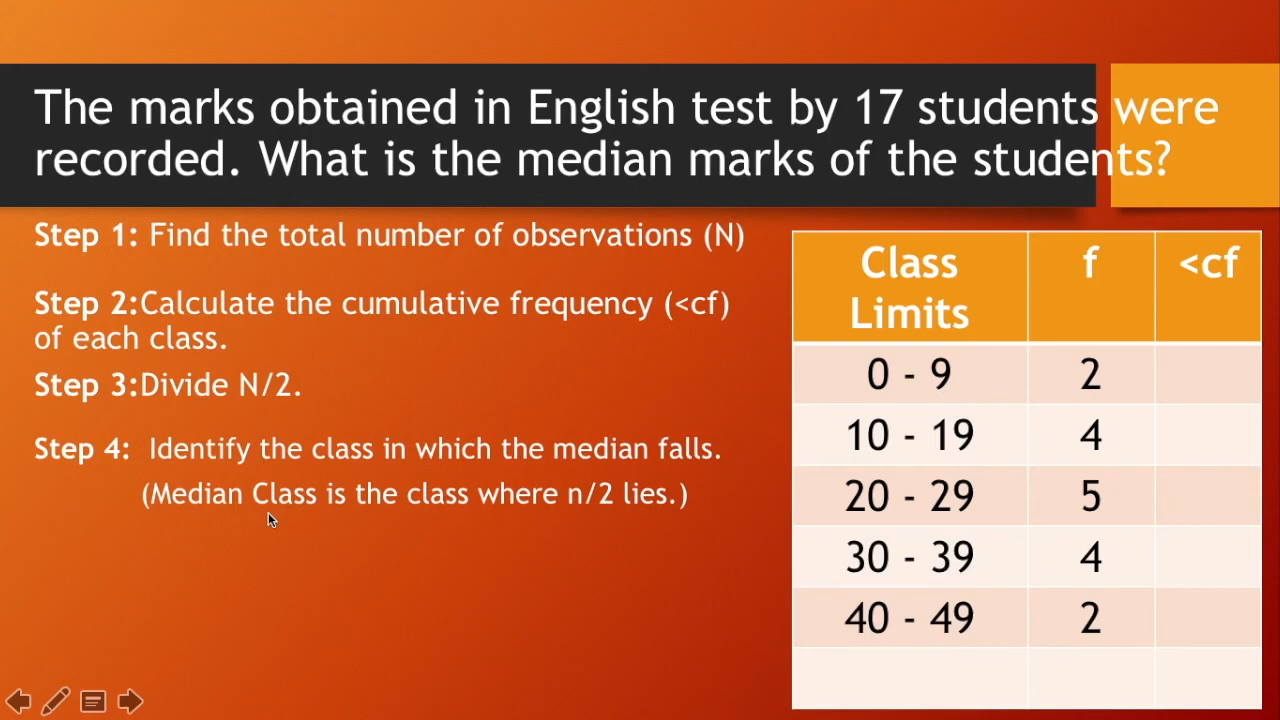 The marks obtained in English test by 17 students were
recorded. What is the median marks of the students?
Step 1: Find the total number of observations (N)
Step 2:Calculate the cumulative frequency (<cf)
of each class.
Step 3:Divide N/2.
Step 4: Identify the class in which the median falls.
(Median Class is the class where n/2 lies.)
Class f <cf
Limits
0 - 9 2
10 - 19 4
20 - 29 5
30 - 39 4
40 - 49 2